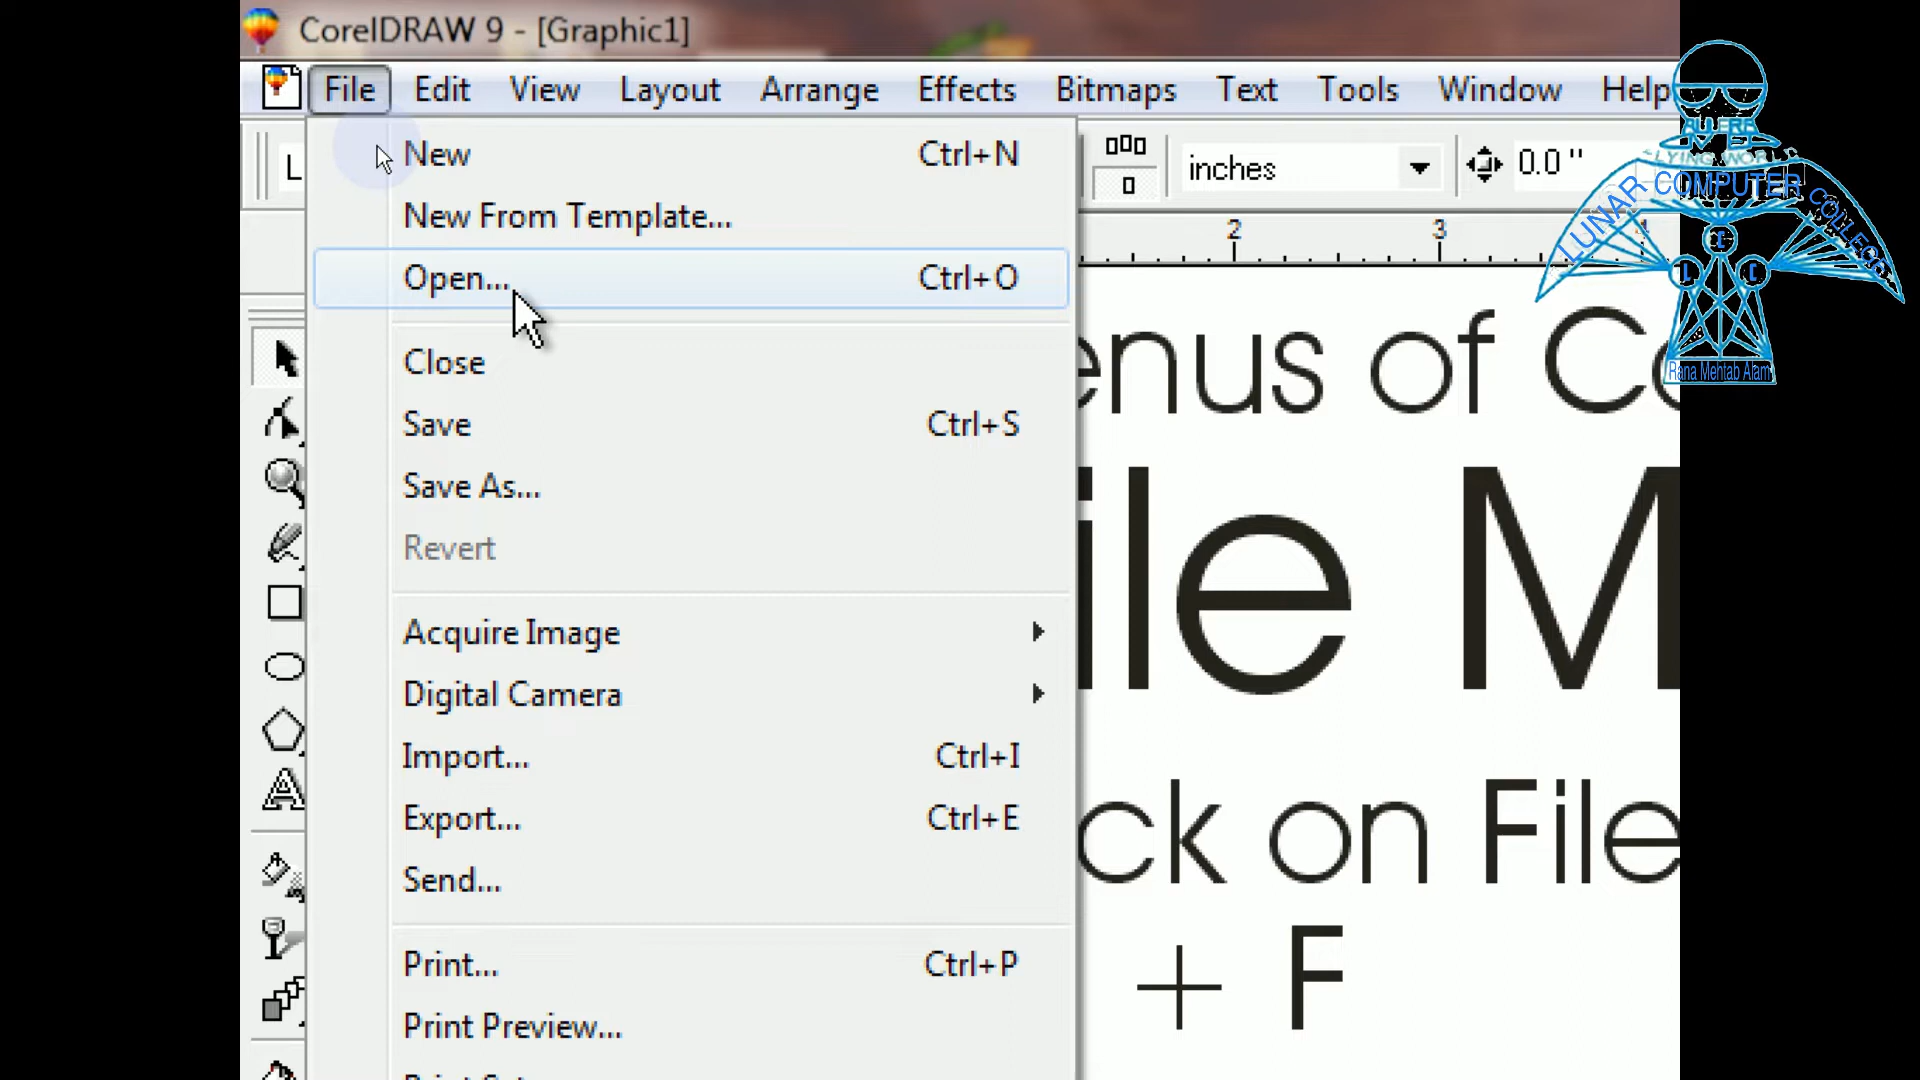 CorelDRAW 9 - [Graphic1]
File Edit View Layout Arrange Effects Bitmaps Text Tools Window Help
New Ctrl+N
New From Template...
Open... Ctrl+O
Close
Save Ctrl+S
Save As...
Revert
Acquire Image
Digital Camera
Import... Ctrl+I
Export... Ctrl+E
Send...
Print... Ctrl+P
Print Preview...
L
inches
0.0 "
2 3
enus of Co
ile M
ck on File
+ F
LUNAR COMPUTER COLLEGE
Rana Mehtab Alam